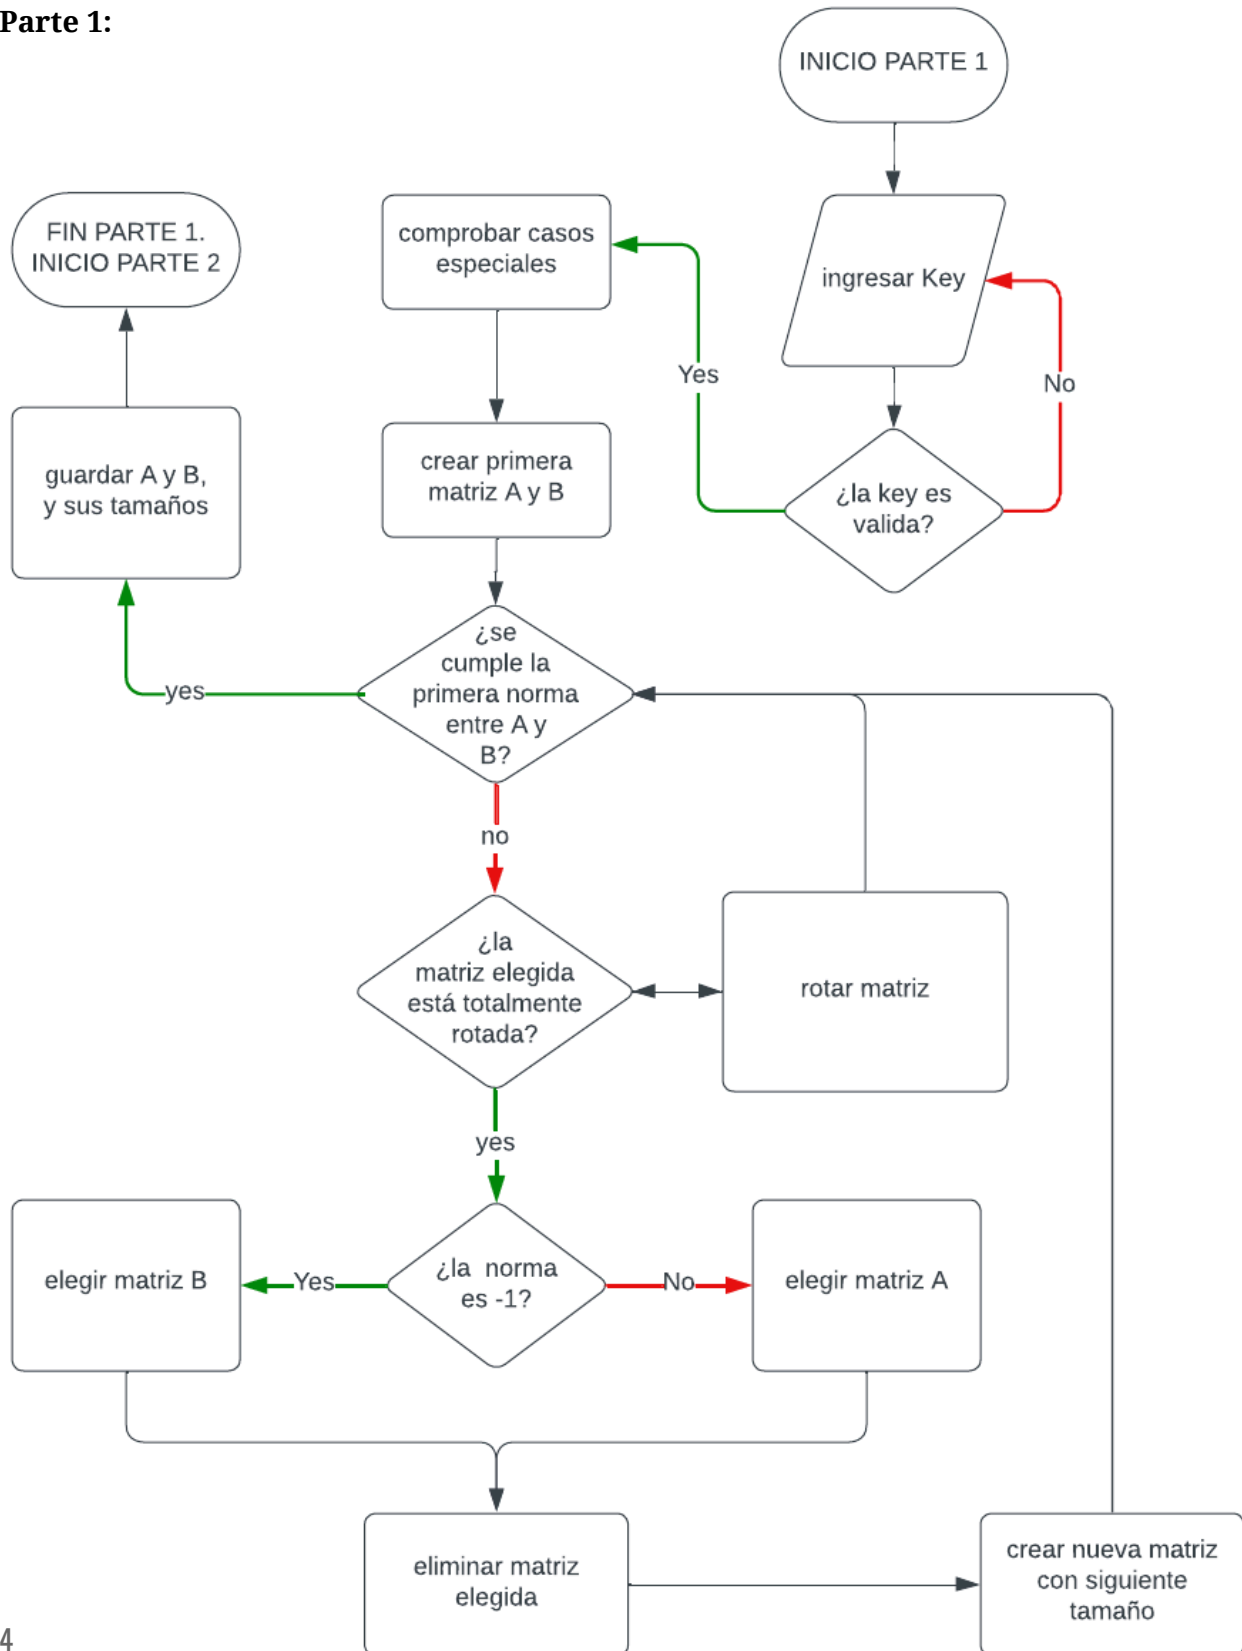 Parte 1:
INICIO PARTE 1
ingresar Key
No
¿la key es
valida?
Yes
comprobar casos
especiales
crear primera
matriz A y B
¿se
cumple la
primera norma
entre A y
B?
yes
guardar A y B,
y sus tamaños
FIN PARTE 1.
INICIO PARTE 2
no
¿la
matriz elegida
está totalmente
rotada?
rotar matriz
yes
¿la norma
es -1?
Yes
elegir matriz B
No
elegir matriz A
eliminar matriz
elegida
crear nueva matriz
con siguiente
tamaño
4